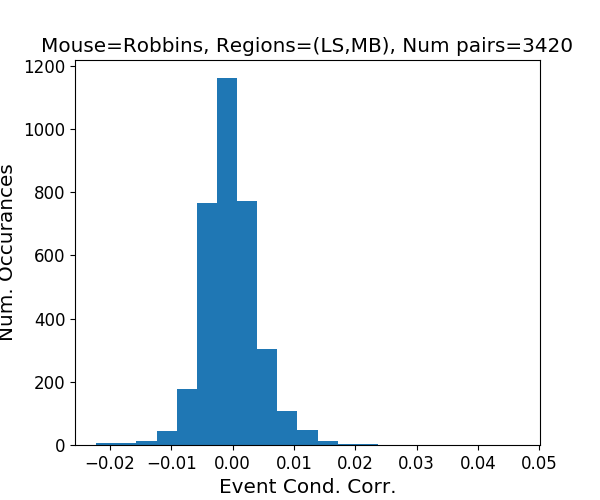 Mouse=Robbins, Regions=(LS,MB), Num pairs=3420
1200
1000
800
600
400
200
0
Num. Occurances
−0.02 −0.01 0.00 0.01 0.02 0.03 0.04 0.05
Event Cond. Corr.